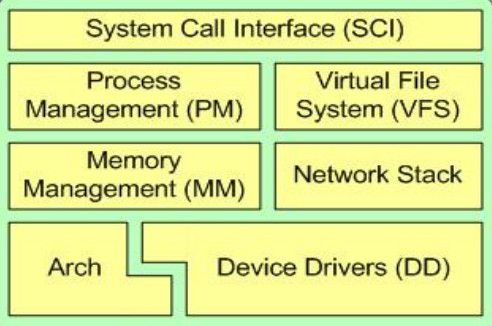 System Call Interface (SCI)
Process
Management (PM)
Virtual File
System (VFS)
Memory
Management (MM)
Network Stack
Arch
Device Drivers (DD)